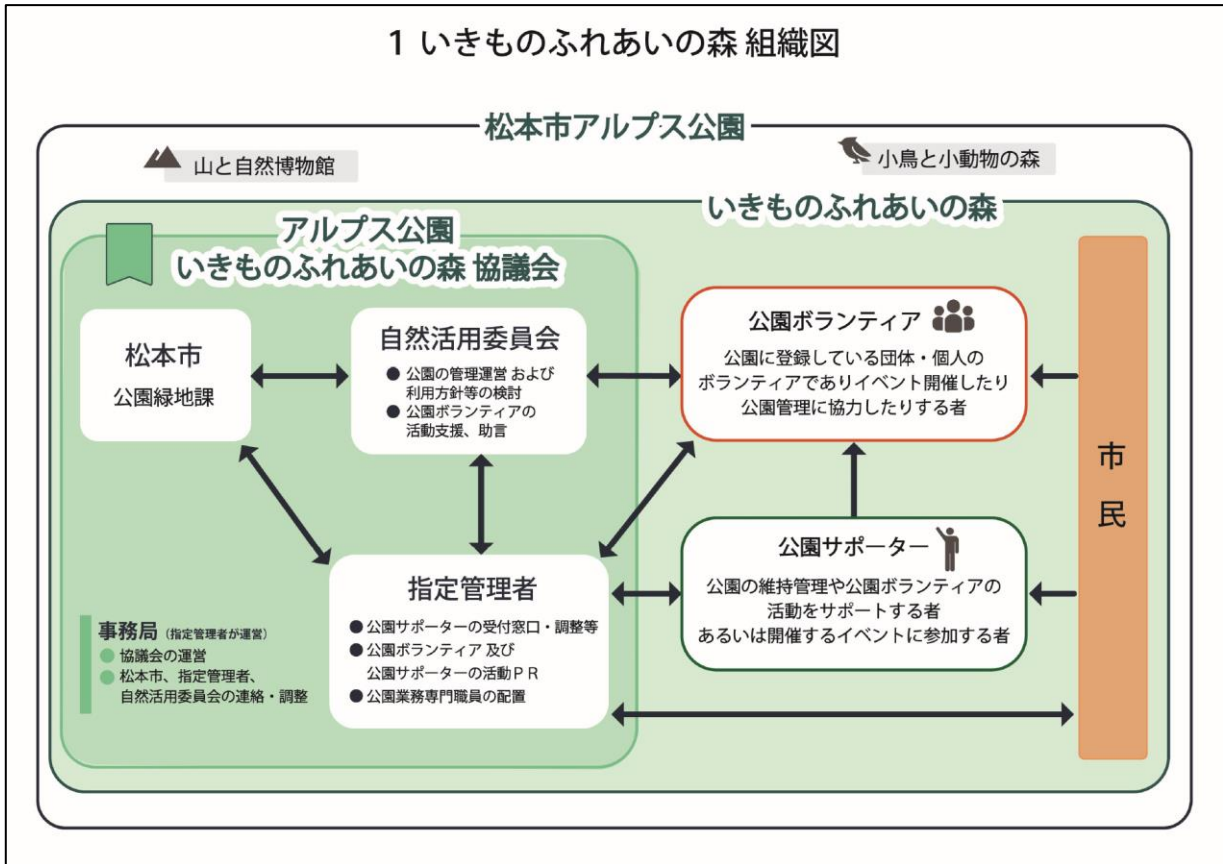 1 いきものふれあいの森 組織図
松本市アルプス公園
山と自然博物館
小鳥と小動物の森
いきものふれあいの森
アルプス公園
いきものふれあいの森 協議会
松本市
公園緑地課
自然活用委員会
● 公園の管理運営 および
利用方針等の検討
● 公園ボランティアの
活動支援、助言
公園ボランティア
公園に登録している団体・個人の
ボランティアでありイベント開催したり
公園管理に協力したりする者
市民
公園サポーター
公園の維持管理や公園ボランティアの
活動をサポートする者
あるいは開催するイベントに参加する者
指定管理者
● 公園サポーターの受付窓口・調整等
● 公園ボランティア 及び
公園サポーターの活動PR
● 公園業務専門職員の配置
事務局 (指定管理者が運営)
● 協議会の運営
● 松本市、指定管理者、
自然活用委員会の連絡・調整